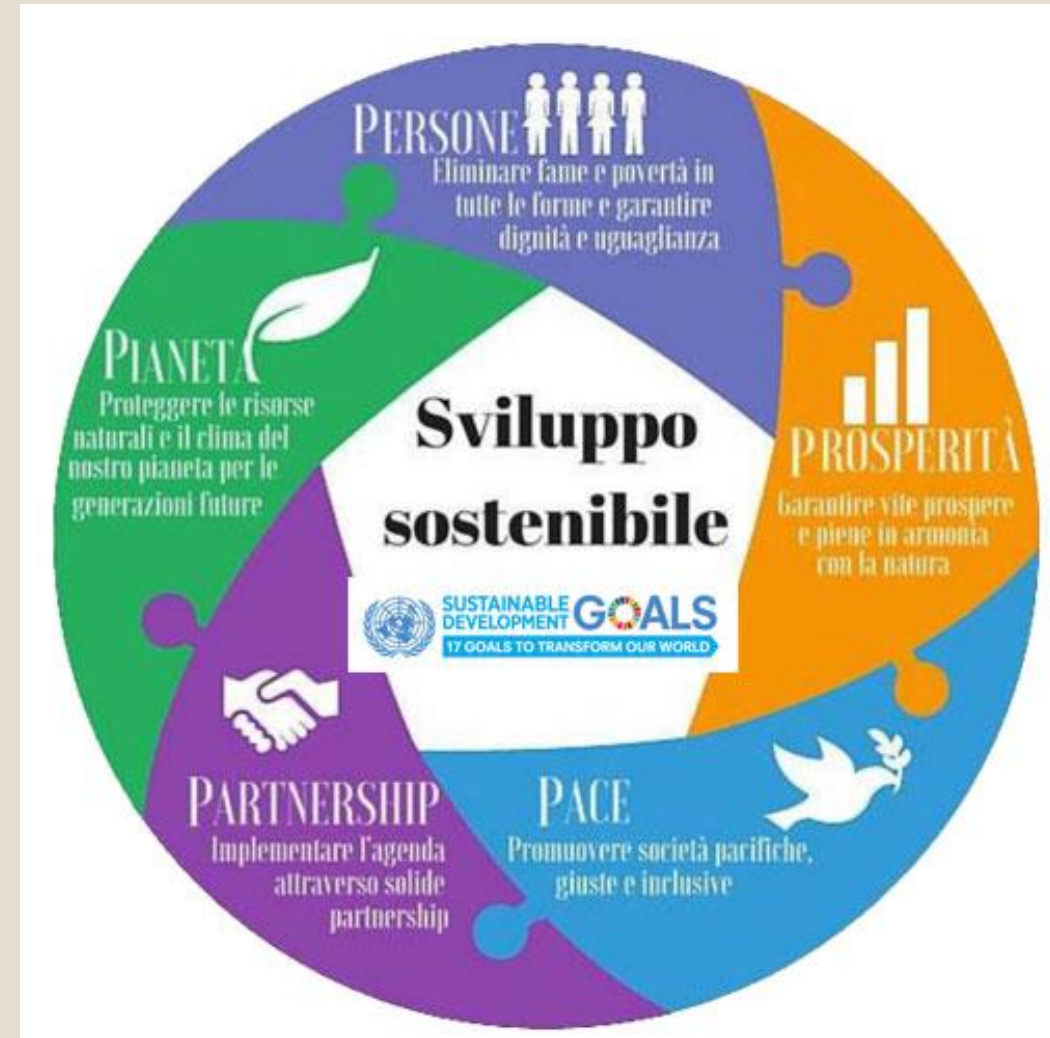 PERSONE
Eliminare fame e povertà in
tutte le forme e garantire
dignità e uguaglianza
PROSPERITÀ
Garantire vite prospere
e piene in armonia
con la natura
PACE
Promuovere società pacifiche,
giuste e inclusive
PARTNERSHIP
Implementare l'agenda
attraverso solide
partnership
PIANETA
Proteggere le risorse
naturali e il clima del
nostro pianeta per le
generazioni future
Sviluppo
sostenibile
SUSTAINABLE
DEVELOPMENT GOALS
17 GOALS TO TRANSFORM OUR WORLD